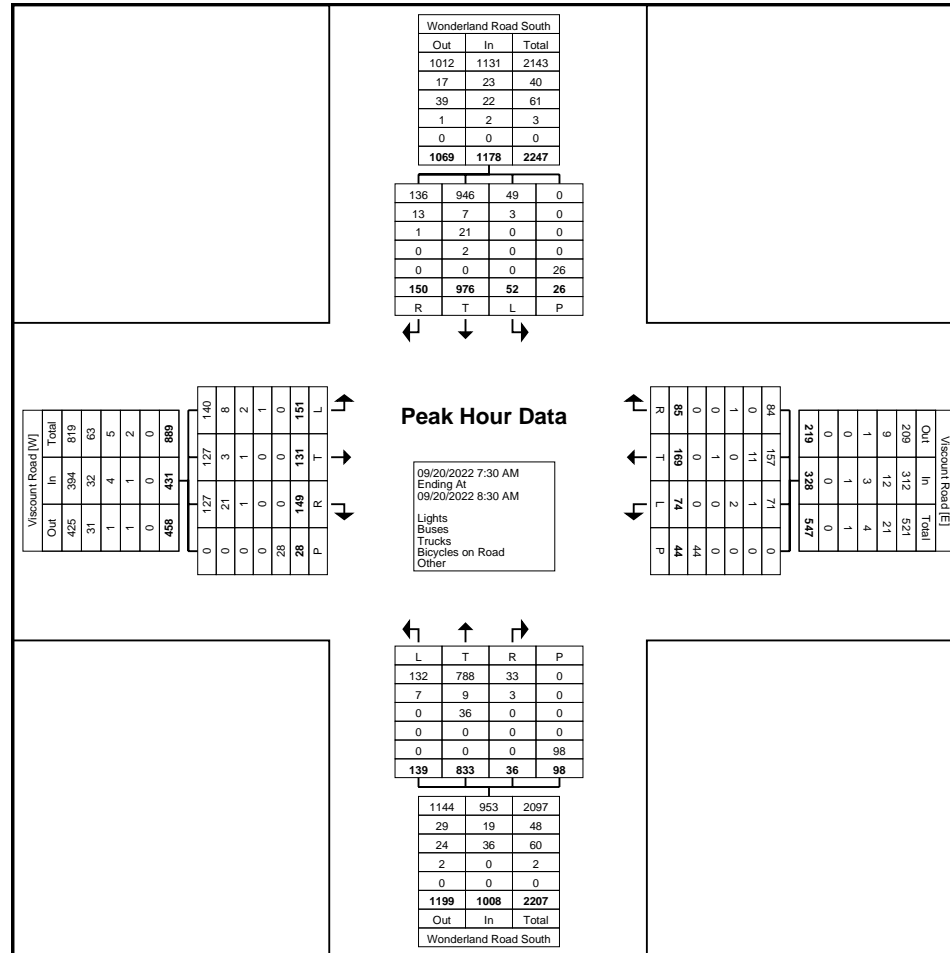 Wonderland Road South
Out In Total
1012 1131 2143
17 23 40
39 22 61
1 2 3
0 0 0
1069 1178 2247
136 946 49 0
13 7 3 0
1 21 0 0
0 2 0 0
0 0 0 26
150 976 52 26
R T L P
Viscount Road [W]
Total 819 63 5 2 0 889
In 394 32 4 1 0 431
Out 425 31 1 1 0 458
140 8 2 1 0 151 L
127 3 1 0 0 131 T
127 21 1 0 0 149 R
0 0 0 0 28 28 P
Peak Hour Data
09/20/2022 7:30 AM
Ending At
09/20/2022 8:30 AM
Lights
Buses
Trucks
Bicycles on Road
Other
R 85 0 0 1 0 84
T 169 0 1 0 11 157
L 74 0 0 2 1 71
P 44 44 0 0 0 0
Viscount Road [E]
219 0 0 1 9 209 Out
328 0 1 3 12 312 In
547 0 1 4 21 521 Total
L T R P
132 788 33 0
7 9 3 0
0 36 0 0
0 0 0 0
0 0 0 98
139 833 36 98
1144 953 2097
29 19 48
24 36 60
2 0 2
0 0 0
1199 1008 2207
Out In Total
Wonderland Road South